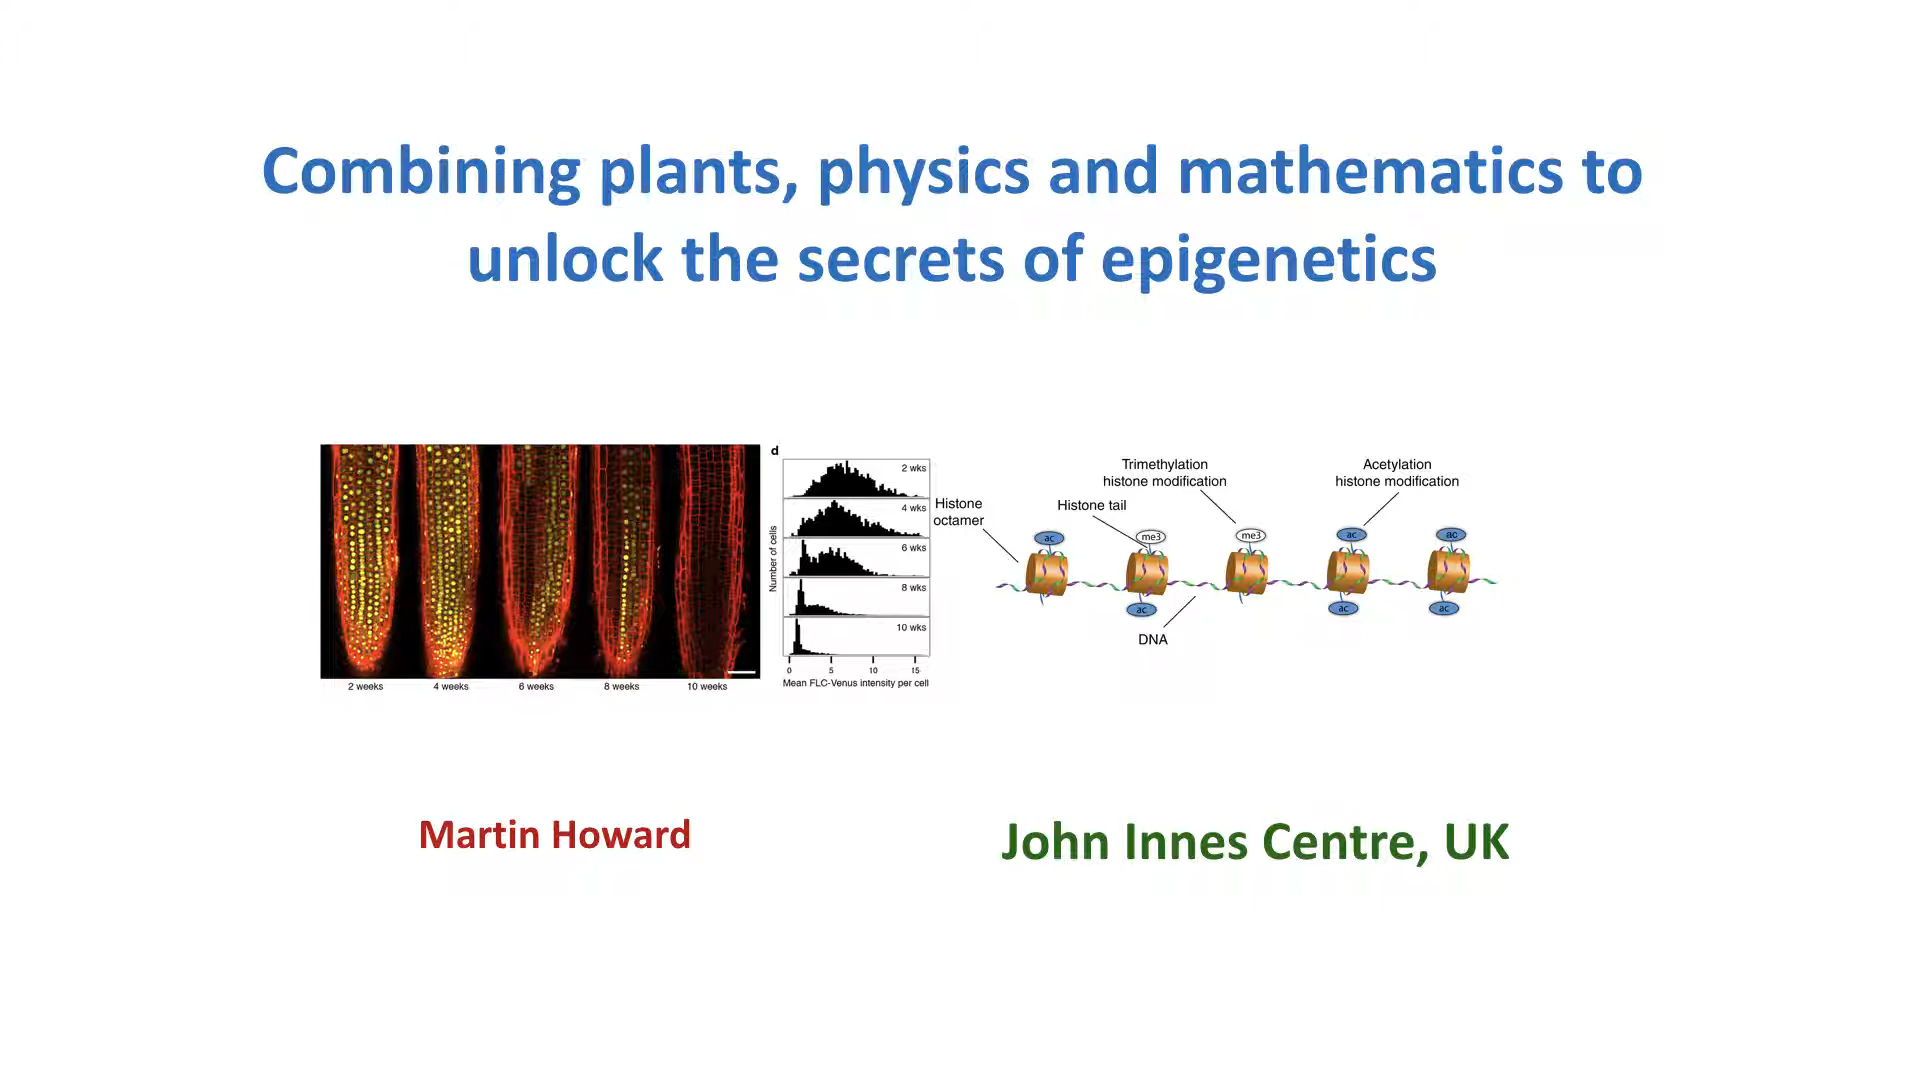 Combining plants, physics and mathematics to
unlock the secrets of epigenetics
2 weeks
4 weeks
6 weeks
8 weeks
10 weeks
d
Number of cells
2 wks
4 wks
6 wks
8 wks
10 wks
0 5 10 15
Mean FLC-Venus intensity per cell
Histone
octamer
Histone tail
Trimethylation
histone modification
Acetylation
histone modification
ac
me3
me3
ac
ac
ac
ac
ac
DNA
Martin Howard
John Innes Centre, UK